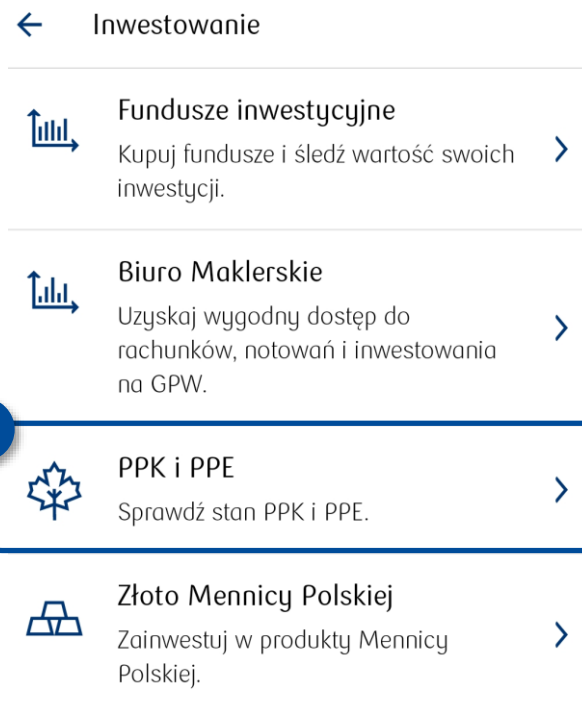 Inwestowanie
Fundusze inwestycyjne
Kupuj fundusze i śledź wartość swoich
inwestycji.
Biuro Maklerskie
Uzyskaj wygodny dostęp do
rachunków, notowań i inwestowania
na GPW.
PPK i PPE
Sprawdź stan PPK i PPE.
Złoto Mennicy Polskiej
Zainwestuj w produkty Mennicy
Polskiej.